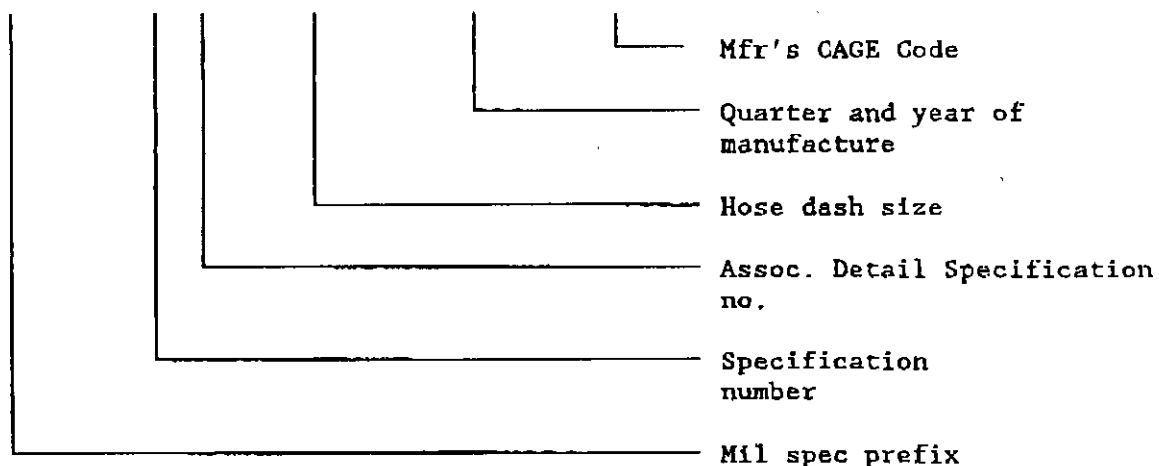 Mfr's CAGE Code
Quarter and year of
manufacture
Hose dash size
Assoc. Detail Specification
no.
Specification
number
Mil spec prefix